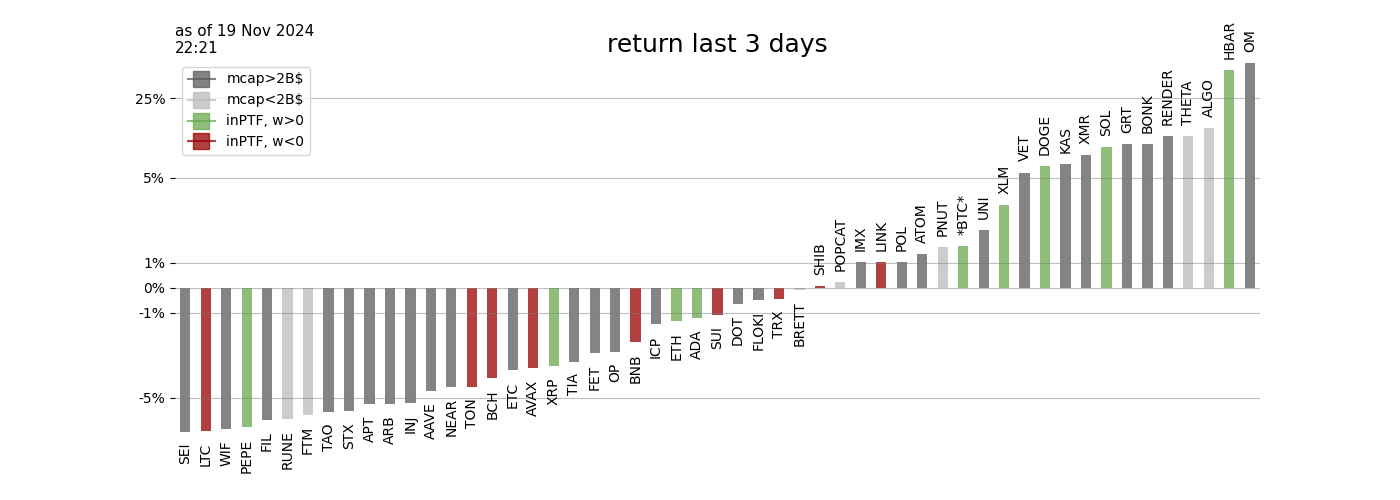 as of 19 Nov 2024
22:21
return last 3 days
mcap>2B$
mcap<2B$
inPTF, w>0
inPTF, w<0
25%
5%
1%
0%
-1%
-5%
SEI
LTC
WIF
PEPE
FIL
RUNE
FTM
TAO
STX
APT
ARB
INJ
AAVE
NEAR
TON
BCH
ETC
AVAX
XRP
TIA
FET
OP
BNB
ICP
ETH
ADA
SUI
DOT
FLOKI
TRX
BRETT
SHIB
POPCAT
IMX
LINK
POL
ATOM
PNUT
*BTC*
UNI
XLM
VET
DOGE
KAS
XMR
SOL
GRT
BONK
RENDER
THETA
ALGO
HBAR
OM